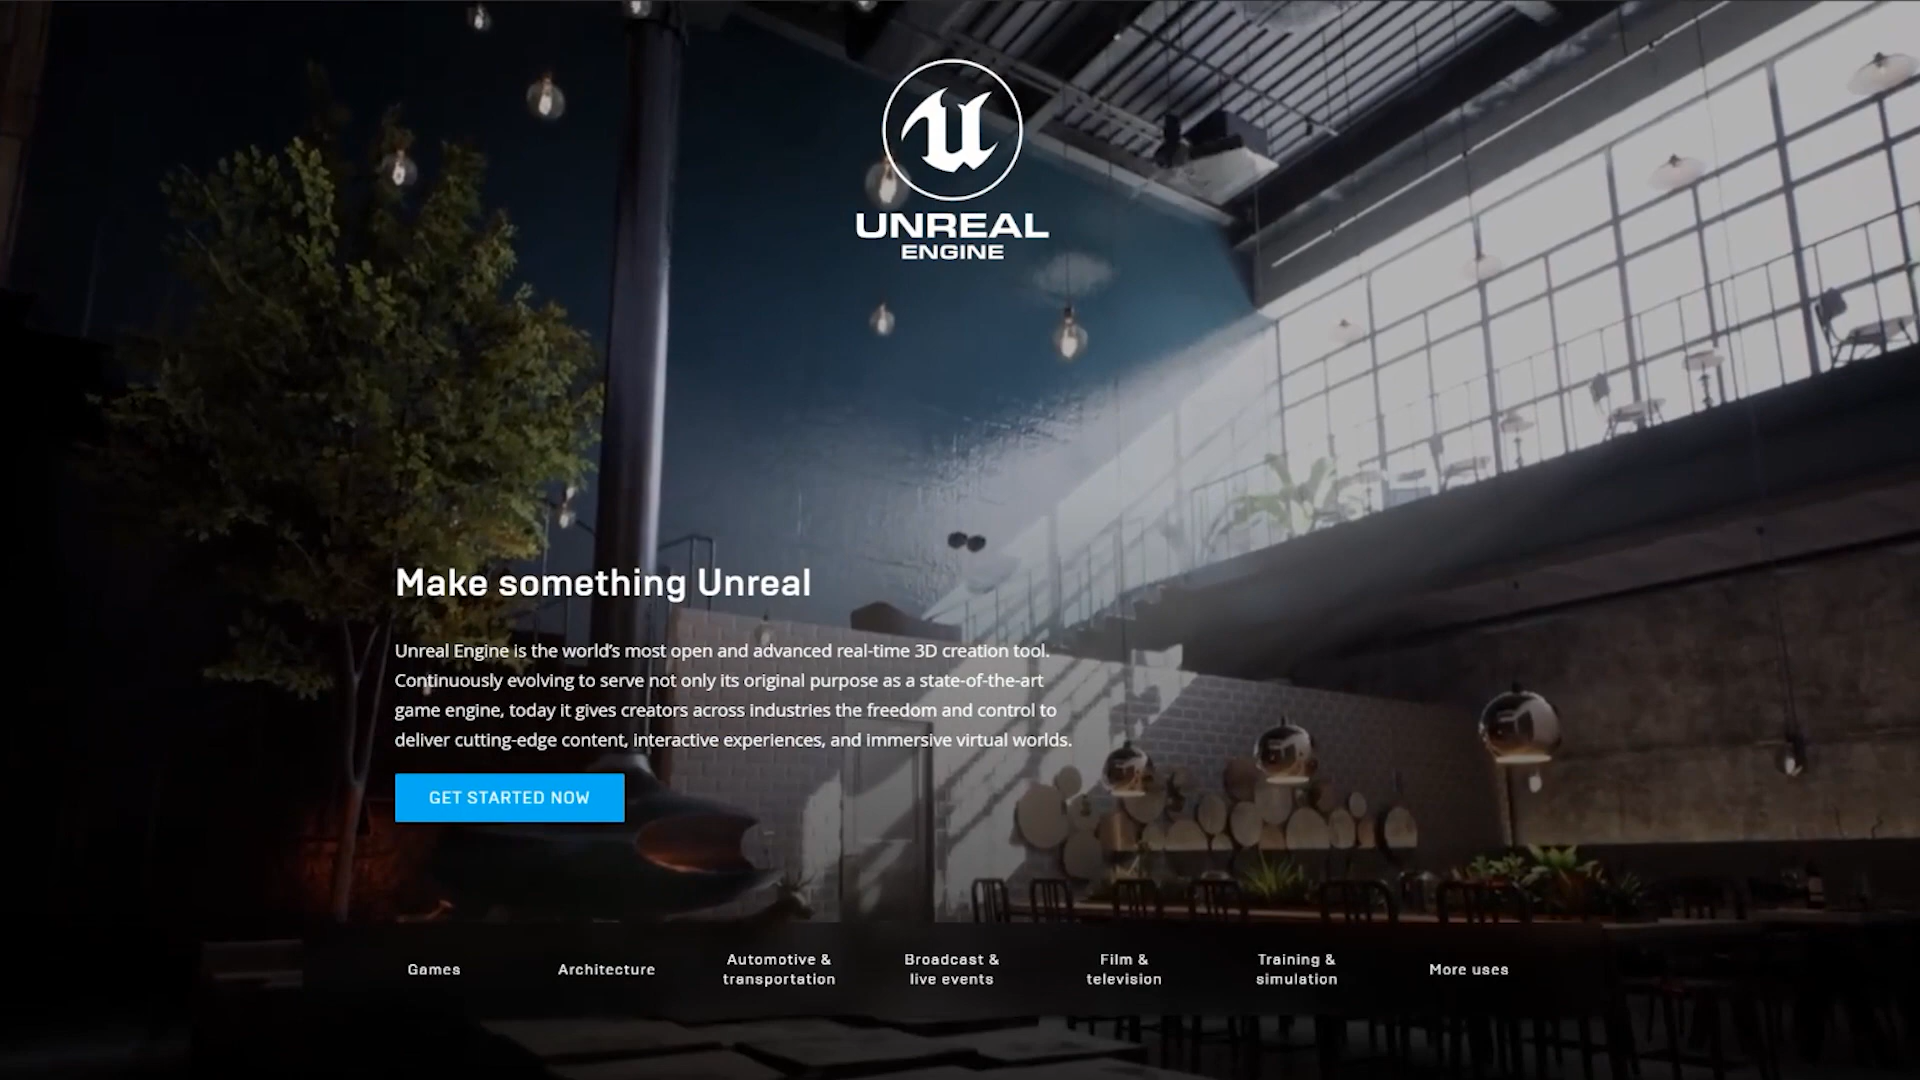 UNREAL
ENGINE
Make something Unreal
Unreal Engine is the world’s most open and advanced real-time 3D creation tool.
Continuously evolving to serve not only its original purpose as a state-of-the-art
game engine, today it gives creators across industries the freedom and control to
deliver cutting-edge content, interactive experiences, and immersive virtual worlds.
GET STARTED NOW
Games
Architecture
Automotive &
transportation
Broadcast &
live events
Film &
television
Training &
simulation
More uses